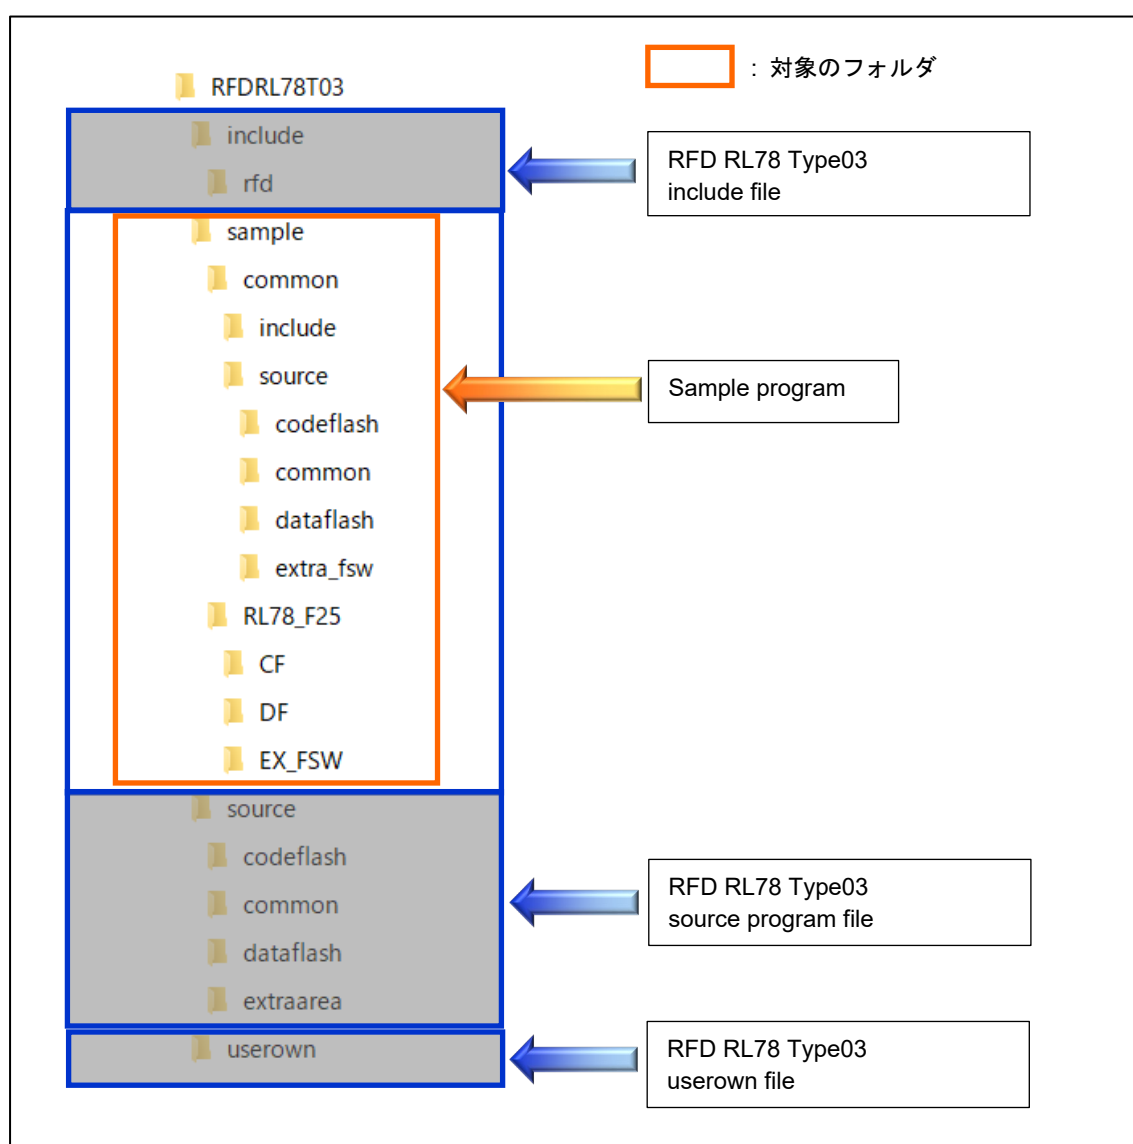 RFDRL78T03
: 対象のフォルダ
include
rfd
RFD RL78 Type03
include file
sample
common
include
source
Sample program
codeflash
common
dataflash
extra_fsw
RL78_F25
CF
DF
EX_FSW
source
codeflash
common
dataflash
extraarea
RFD RL78 Type03
source program file
userown
RFD RL78 Type03
userown file